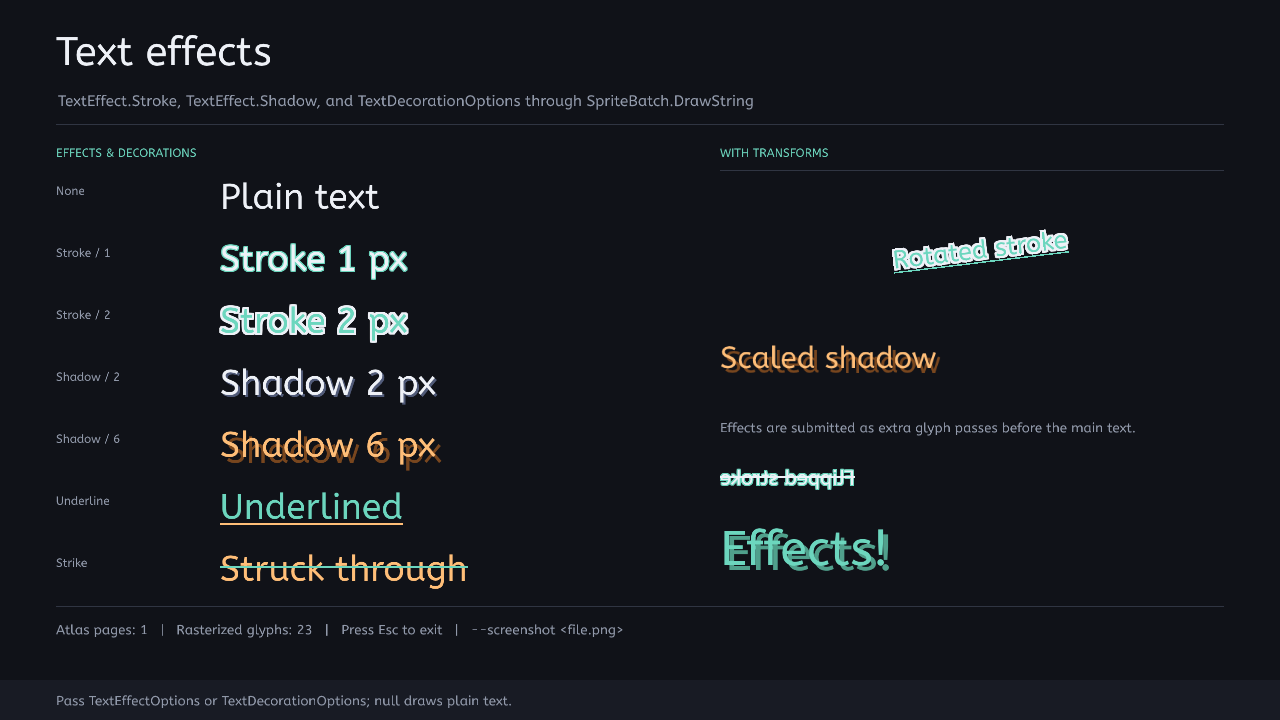 Text effects
TextEffect.Stroke, TextEffect.Shadow, and TextDecorationOptions through SpriteBatch.DrawString
EFFECTS & DECORATIONS
None
Plain text
Stroke / 1
Stroke 1 px
Stroke / 2
Stroke 2 px
Shadow / 2
Shadow 2 px
Shadow / 6
Shadow 6 px
Underline
Underlined
Strike
Struck through
WITH TRANSFORMS
Rotated stroke
Scaled shadow
Effects are submitted as extra glyph passes before the main text.
Flipped stroke
Effects!
Atlas pages: 1 | Rasterized glyphs: 23 | Press Esc to exit | --screenshot <file.png>
Pass TextEffectOptions or TextDecorationOptions; null draws plain text.